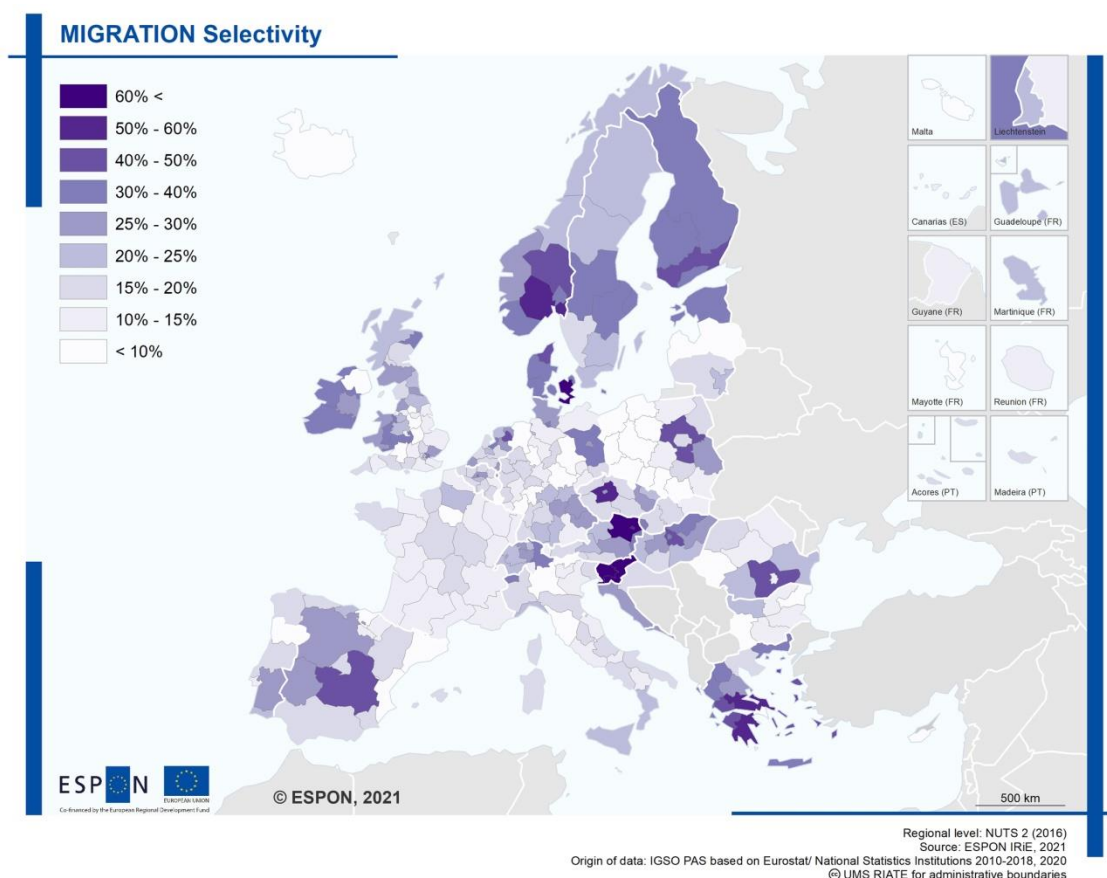 MIGRATION Selectivity
60% <
50% - 60%
40% - 50%
30% - 40%
25% - 30%
20% - 25%
15% - 20%
10% - 15%
< 10%
Malta
Liechtenstein
Canarias (ES)
Guadeloupe (FR)
Guyane (FR)
Martinique (FR)
Mayotte (FR)
Reunion (FR)
Acores (PT)
Madeira (PT)
ESPON
EUROPEAN UNION
Co-financed by the European Regional Development Fund
© ESPON, 2021
500 km
Regional level: NUTS 2 (2016)
Source: ESPON IRiE, 2021
Origin of data: IGSO PAS based on Eurostat/ National Statistics Institutions 2010-2018, 2020
© UMS RIATE for administrative boundaries